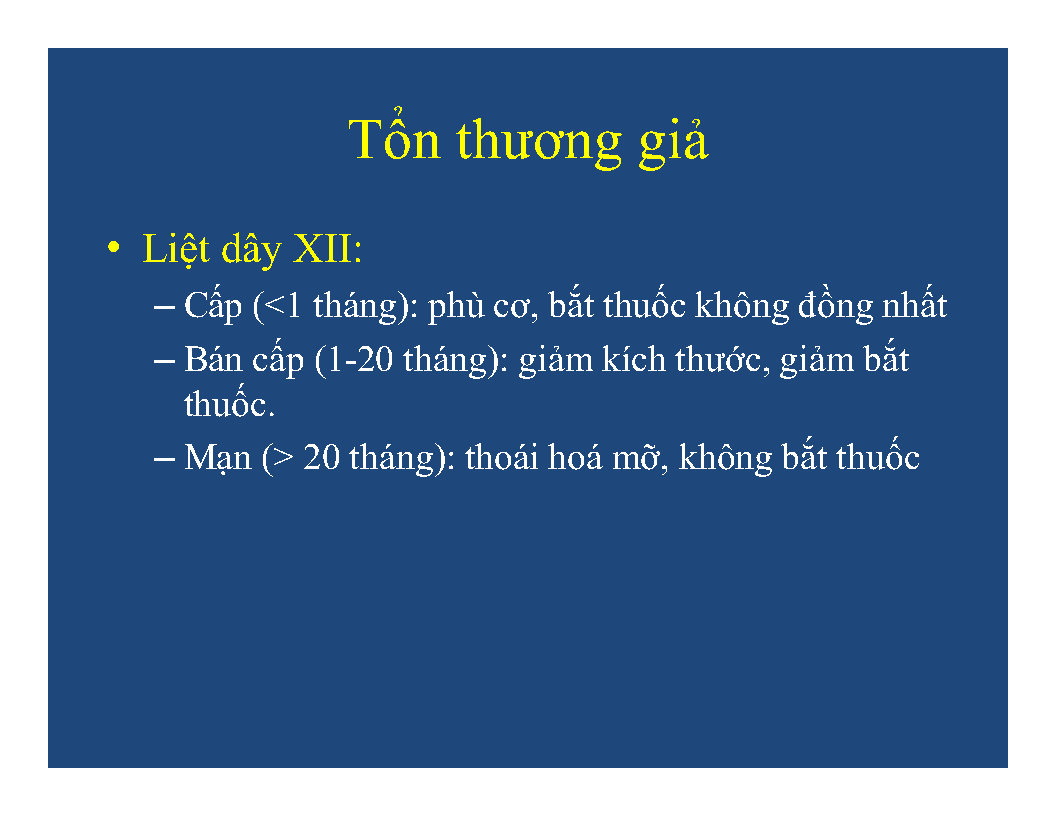 Tổn thương giả
• Liệt dây XII:
– Cấp (<1 tháng): phù cơ, bắt thuốc không đồng nhất
– Bán cấp (1-20 tháng): giảm kích thước, giảm bắt
thuốc.
– Mạn (> 20 tháng): thoái hoá mỡ, không bắt thuốc